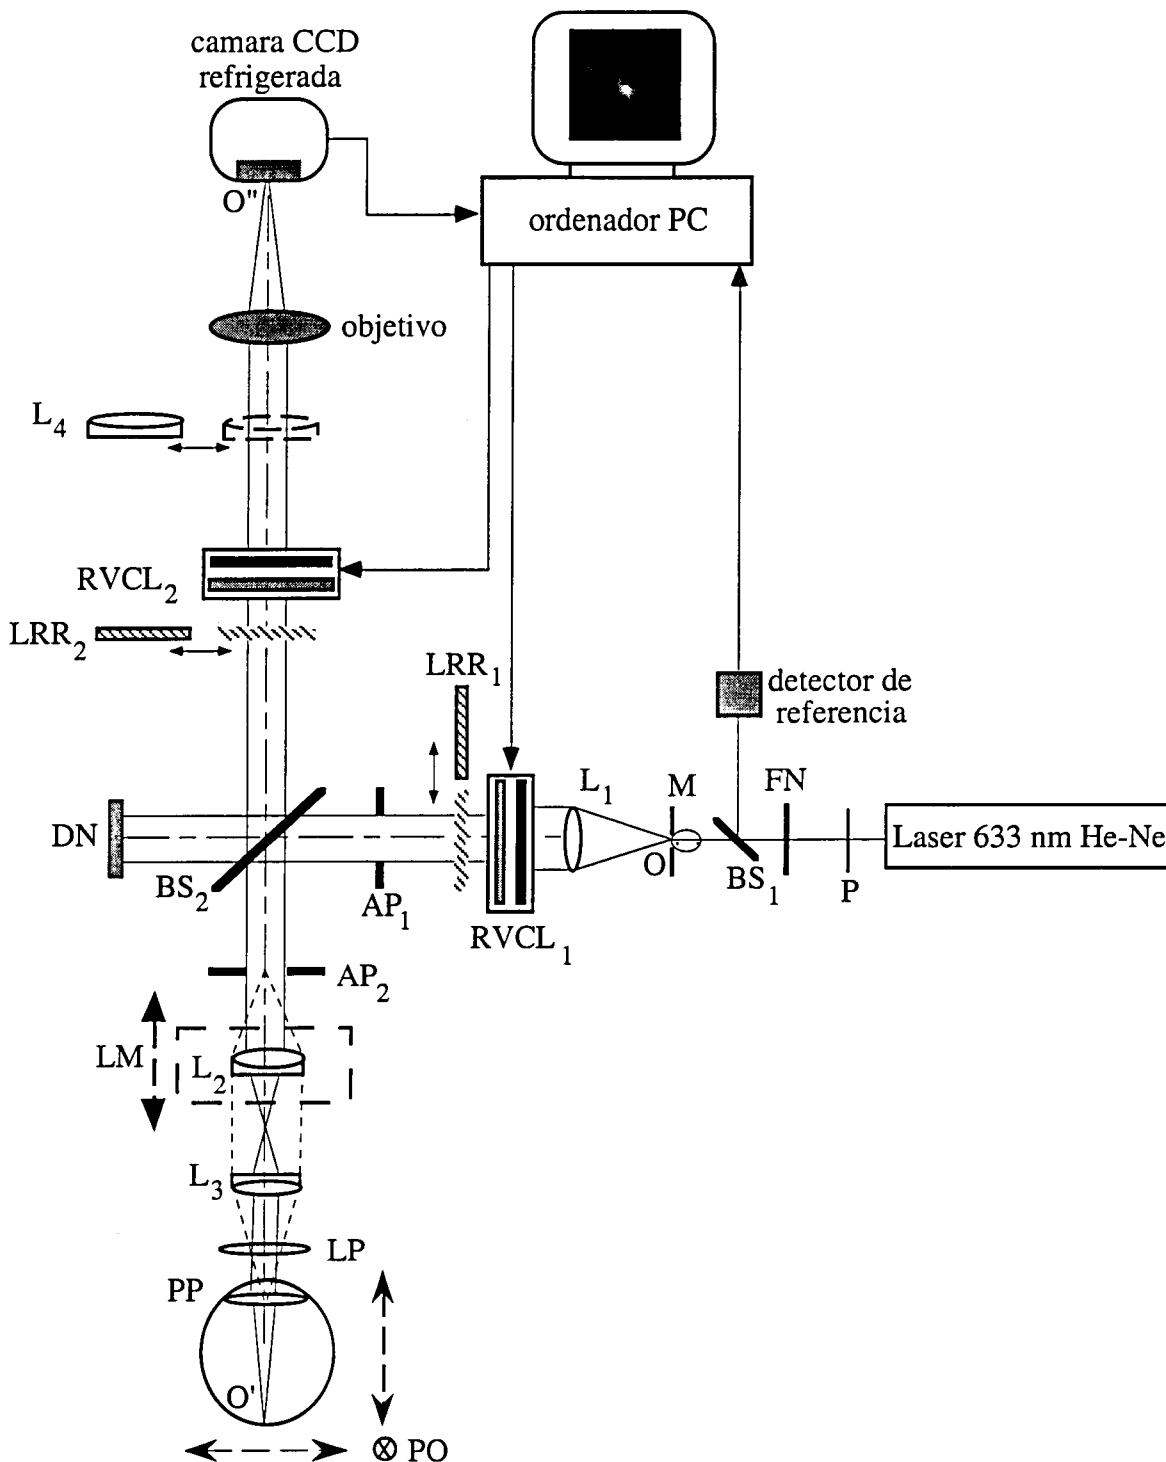 camara CCD
refrigerada
O"
ordenador PC
objetivo
L4
RVCL2
LRR2
LRR1
detector de
referencia
L1
M
FN
DN
BS2
AP1
RVCL1
O
BS1
P
Laser 633 nm He-Ne
AP2
LM
L2
L3
LP
PP
O'
PO